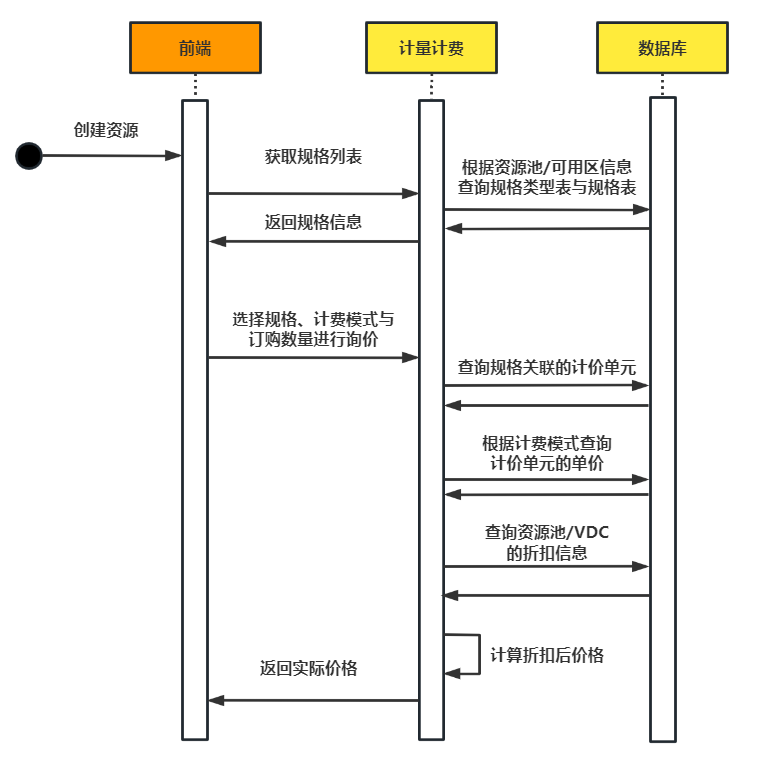 前端
计量计费
数据库
创建资源
获取规格列表
根据资源池/可用区信息
查询规格类型表与规格表
返回规格信息
选择规格、计费模式与
订购数量进行询价
查询规格关联的计价单元
根据计费模式查询
计价单元的单价
查询资源池/VDC
的折扣信息
计算折扣后价格
返回实际价格